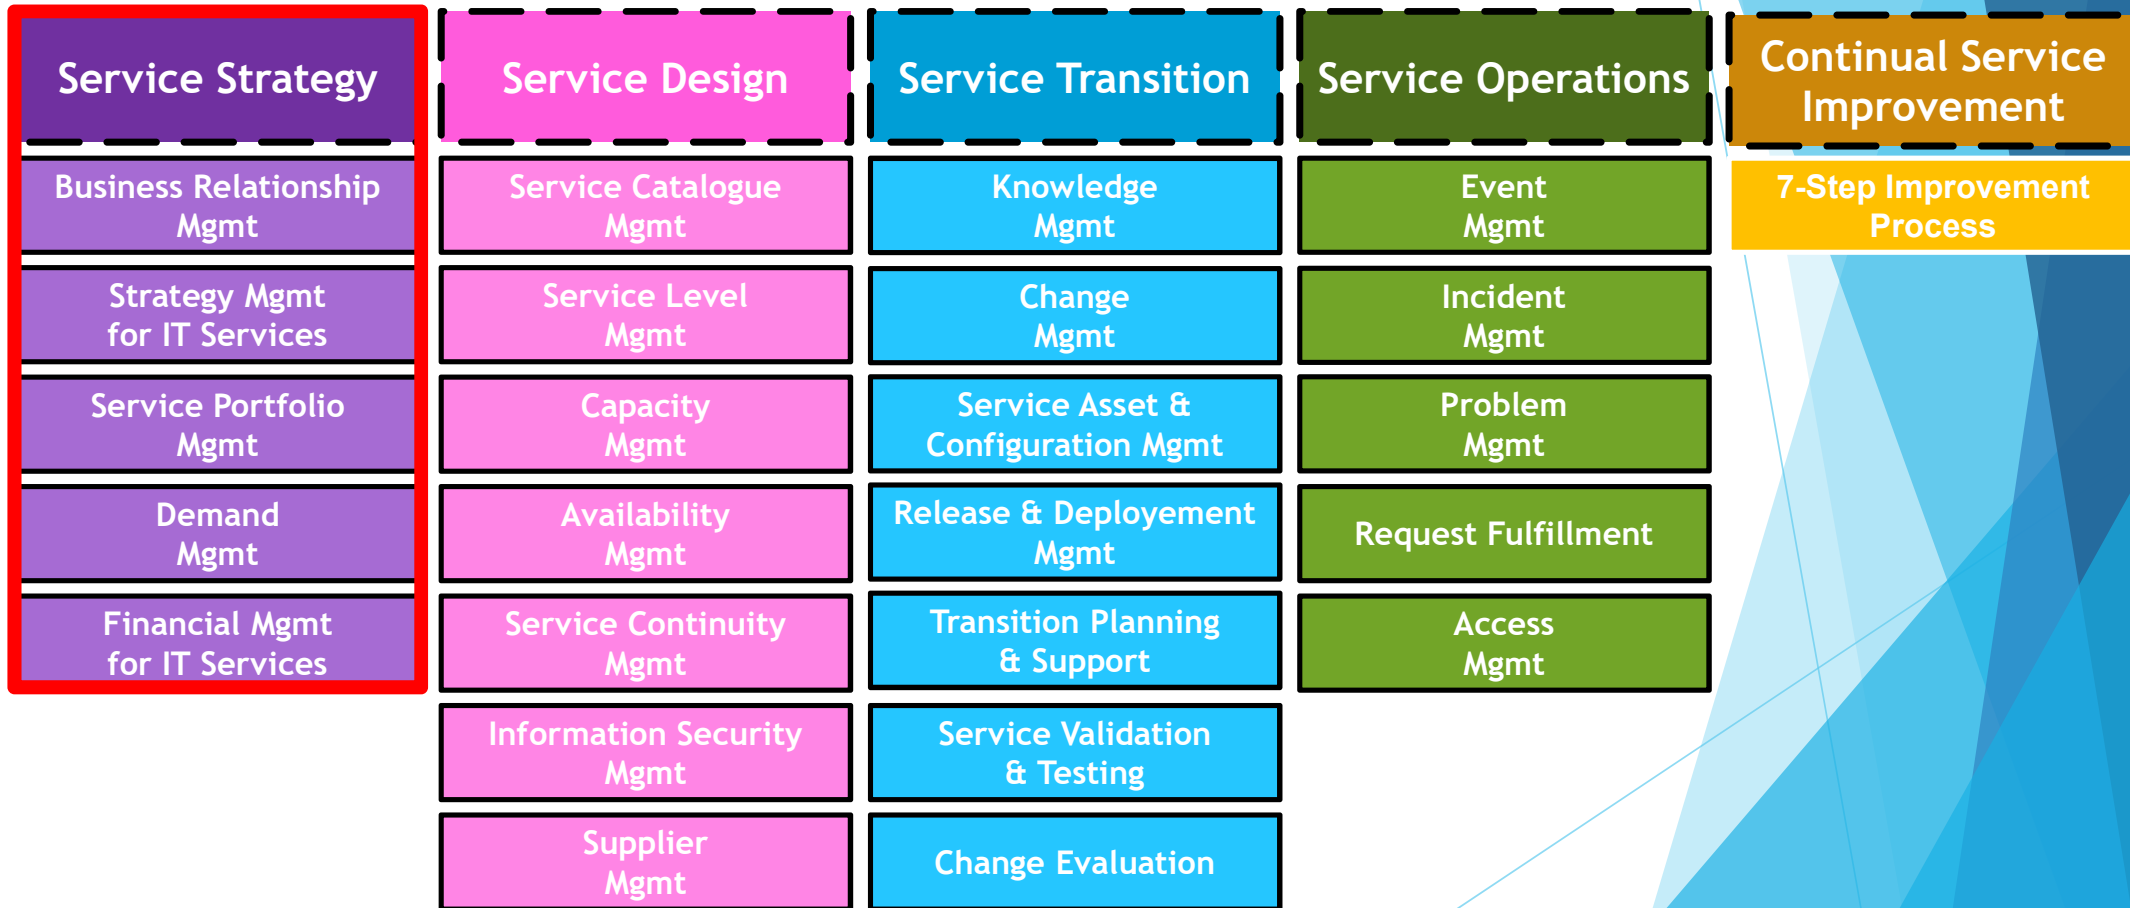 Service Strategy
Business Relationship
Mgmt
Strategy Mgmt
for IT Services
Service Portfolio
Mgmt
Demand
Mgmt
Financial Mgmt
for IT Services
Service Design
Service Catalogue
Mgmt
Service Level
Mgmt
Capacity
Mgmt
Availability
Mgmt
Service Continuity
Mgmt
Information Security
Mgmt
Supplier
Mgmt
Service Transition
Knowledge
Mgmt
Change
Mgmt
Service Asset &
Configuration Mgmt
Release & Deployement
Mgmt
Transition Planning
& Support
Service Validation
& Testing
Change Evaluation
Service Operations
Event
Mgmt
Incident
Mgmt
Problem
Mgmt
Request Fulfillment
Access
Mgmt
Continual Service
Improvement
7-Step Improvement
Process